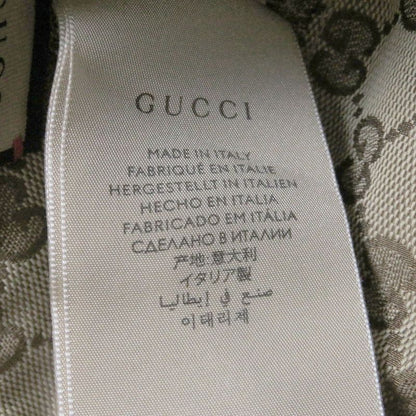 GUCCI
MADE IN ITALY
FABRIQUÉ EN ITALIE
HERGESTELLT IN ITALIEN
HECHO EN ITALIA
FABRICADO EM ITÁLIA
СДЕЛАНО В ИТАЛИИ
产地:意大利
イタリア製
صنع في إيطاليا
이태리제